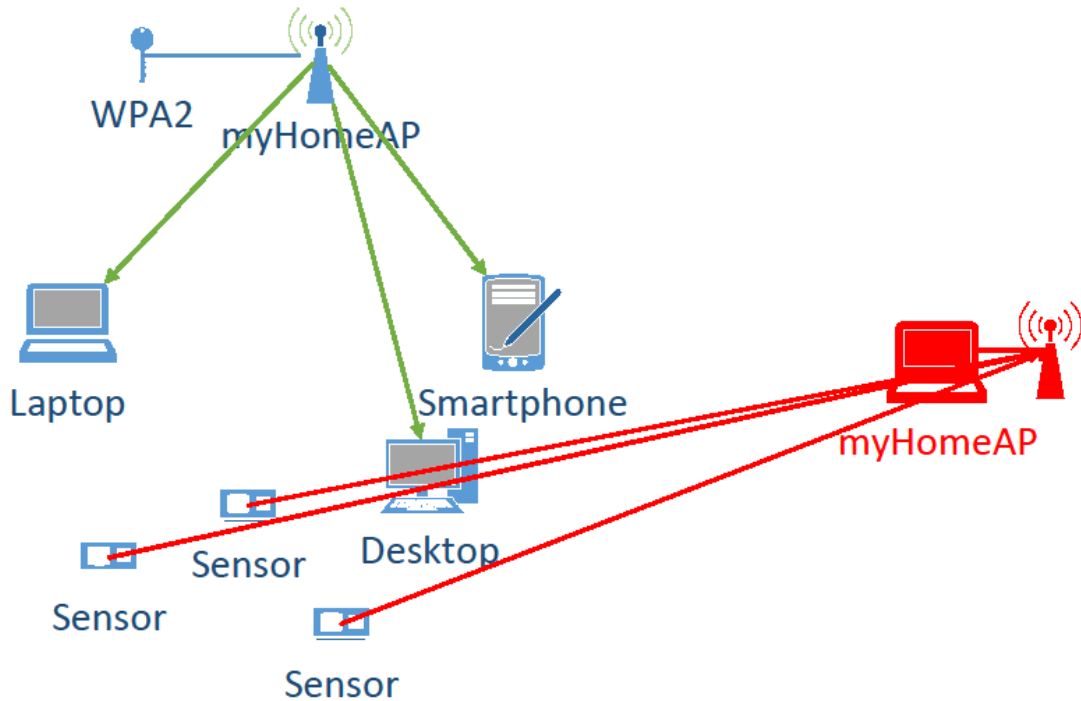 WPA2
myHomeAP
Laptop
Smartphone
myHomeAP
Sensor
Desktop
Sensor
Sensor